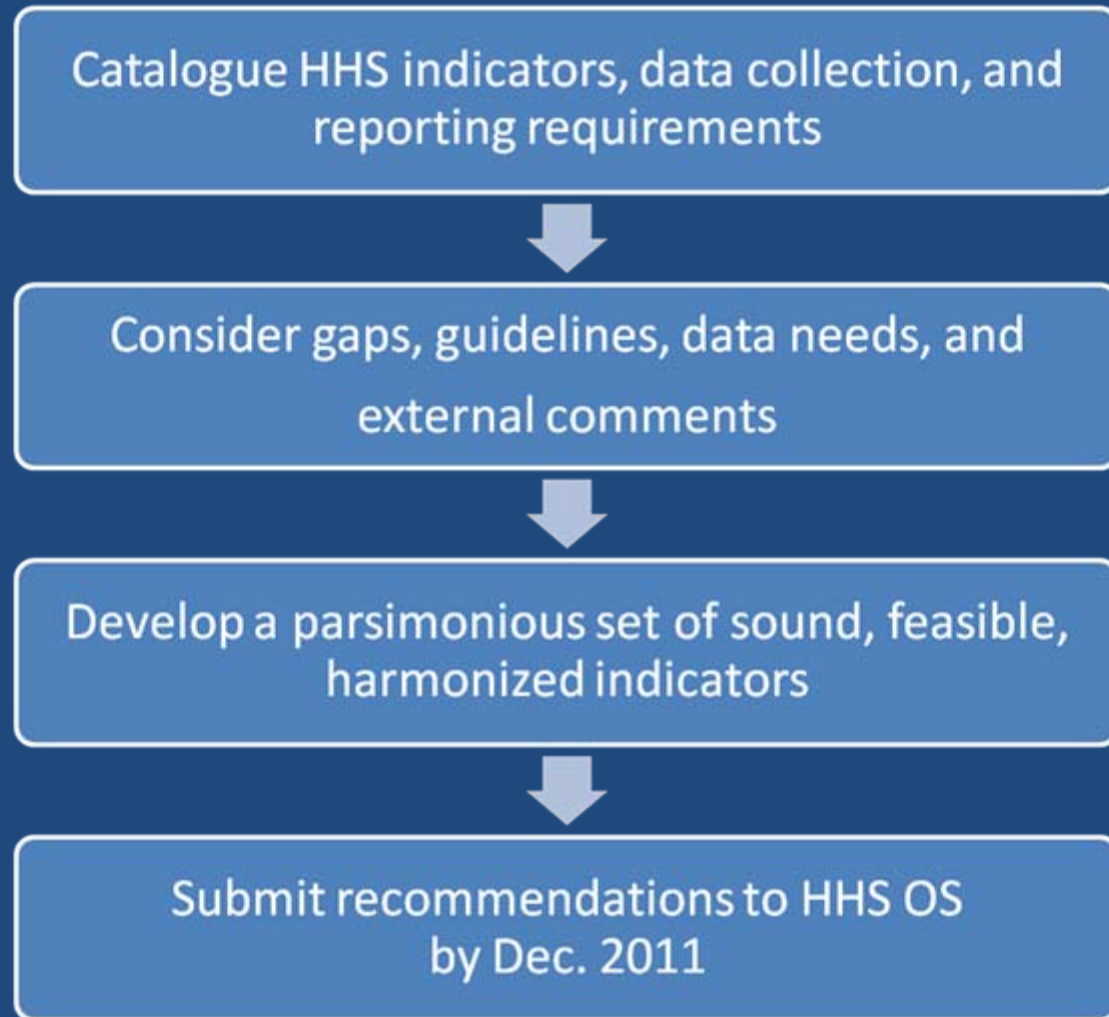 Catalogue HHS indicators, data collection, and
reporting requirements
Consider gaps, guidelines, data needs, and
external comments
Develop a parsimonious set of sound, feasible,
harmonized indicators
Submit recommendations to HHS OS
by Dec. 2011